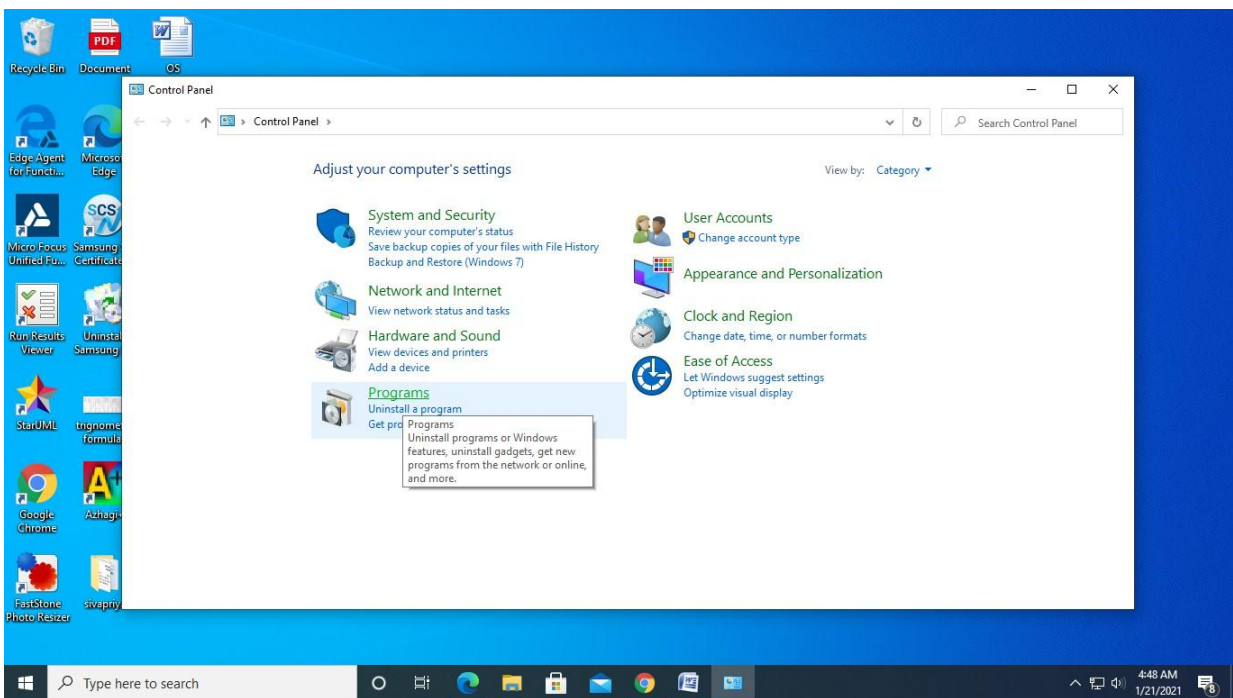 PDF
Recycle Bin
Document
OS
Control Panel
Control Panel
Search Control Panel
Edge Agent
for Functi...
Edge
Adjust your computer's settings
View by: Category
System and Security
Review your computer's status
Save backup copies of your files with File History
Backup and Restore (Windows 7)
User Accounts
Change account type
SCS
Micro Focus
Unified Fu...
Samsung
Network and Internet
View network status and tasks
Appearance and Personalization
Hardware and Sound
View devices and printers
Add a device
Clock and Region
Change date, time, or number formats
Run Results
Viewer
Samsung
Programs
Uninstall a program
Get pro
Ease of Access
Let Windows suggest settings
Optimize visual display
Programs
Uninstall programs or Windows
features, uninstall gadgets, get new
programs from the network or online,
and more.
StarUML
formula
A+
Google
Chrome
FastStone
Photo Resizer
Type here to search
4:48 AM
1/21/2021
8